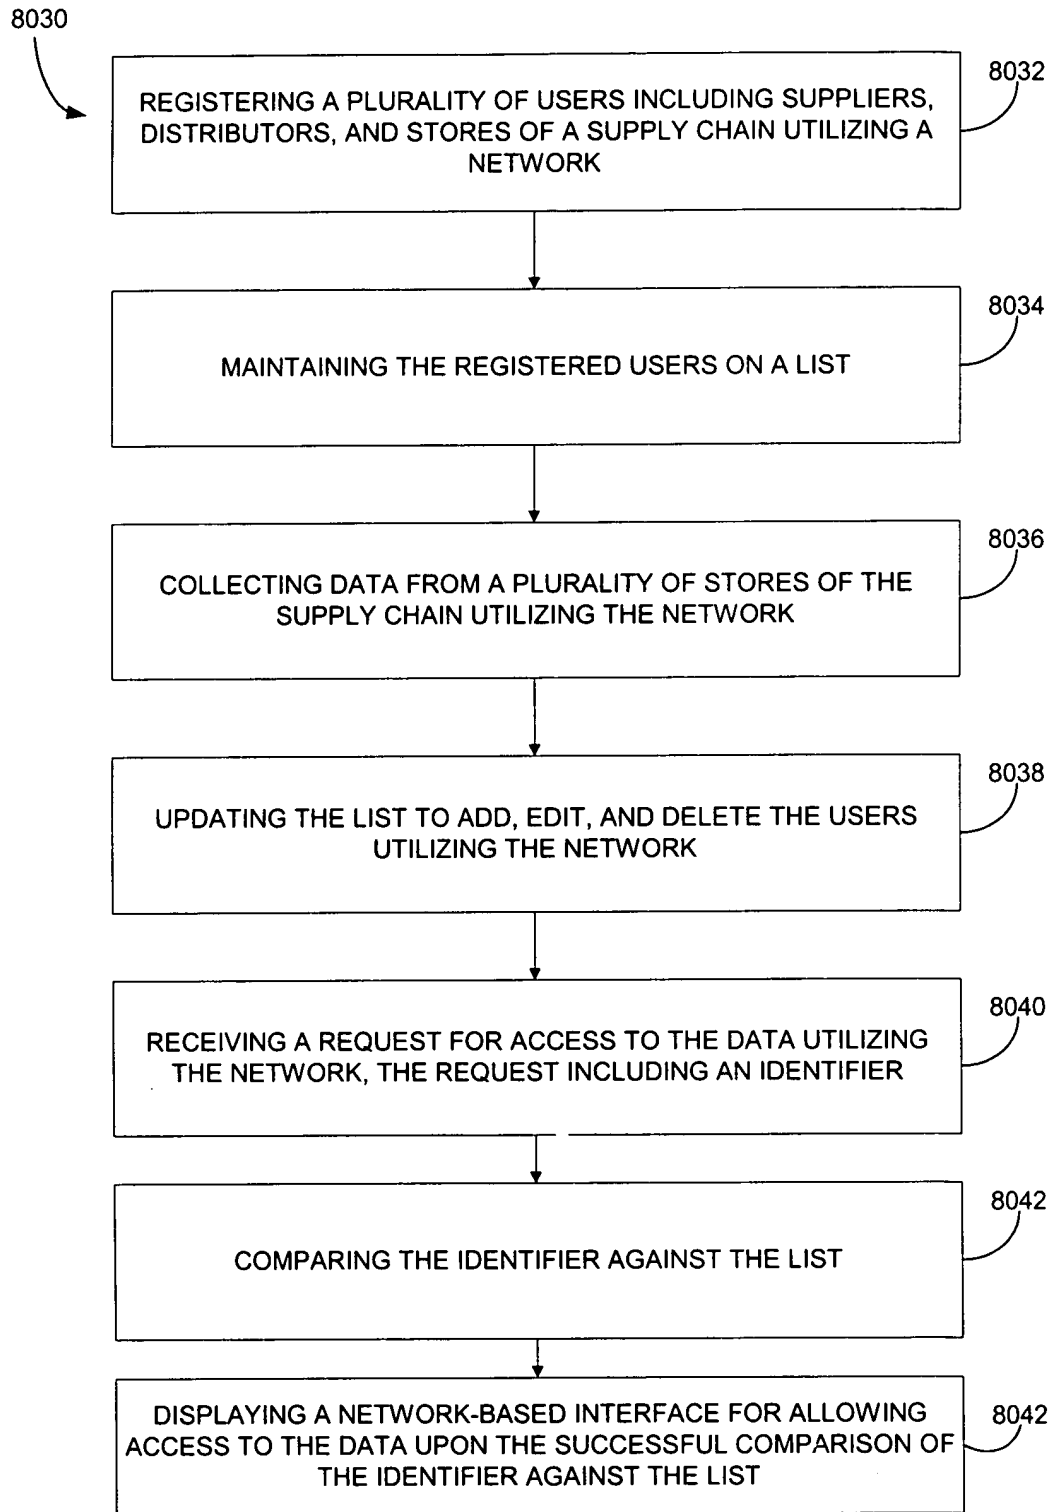 8030
8032
REGISTERING A PLURALITY OF USERS INCLUDING SUPPLIERS,
DISTRIBUTORS, AND STORES OF A SUPPLY CHAIN UTILIZING A
NETWORK
8034
MAINTAINING THE REGISTERED USERS ON A LIST
8036
COLLECTING DATA FROM A PLURALITY OF STORES OF THE
SUPPLY CHAIN UTILIZING THE NETWORK
8038
UPDATING THE LIST TO ADD, EDIT, AND DELETE THE USERS
UTILIZING THE NETWORK
8040
RECEIVING A REQUEST FOR ACCESS TO THE DATA UTILIZING
THE NETWORK, THE REQUEST INCLUDING AN IDENTIFIER
8042
COMPARING THE IDENTIFIER AGAINST THE LIST
8042
DISPLAYING A NETWORK-BASED INTERFACE FOR ALLOWING
ACCESS TO THE DATA UPON THE SUCCESSFUL COMPARISON OF
THE IDENTIFIER AGAINST THE LIST